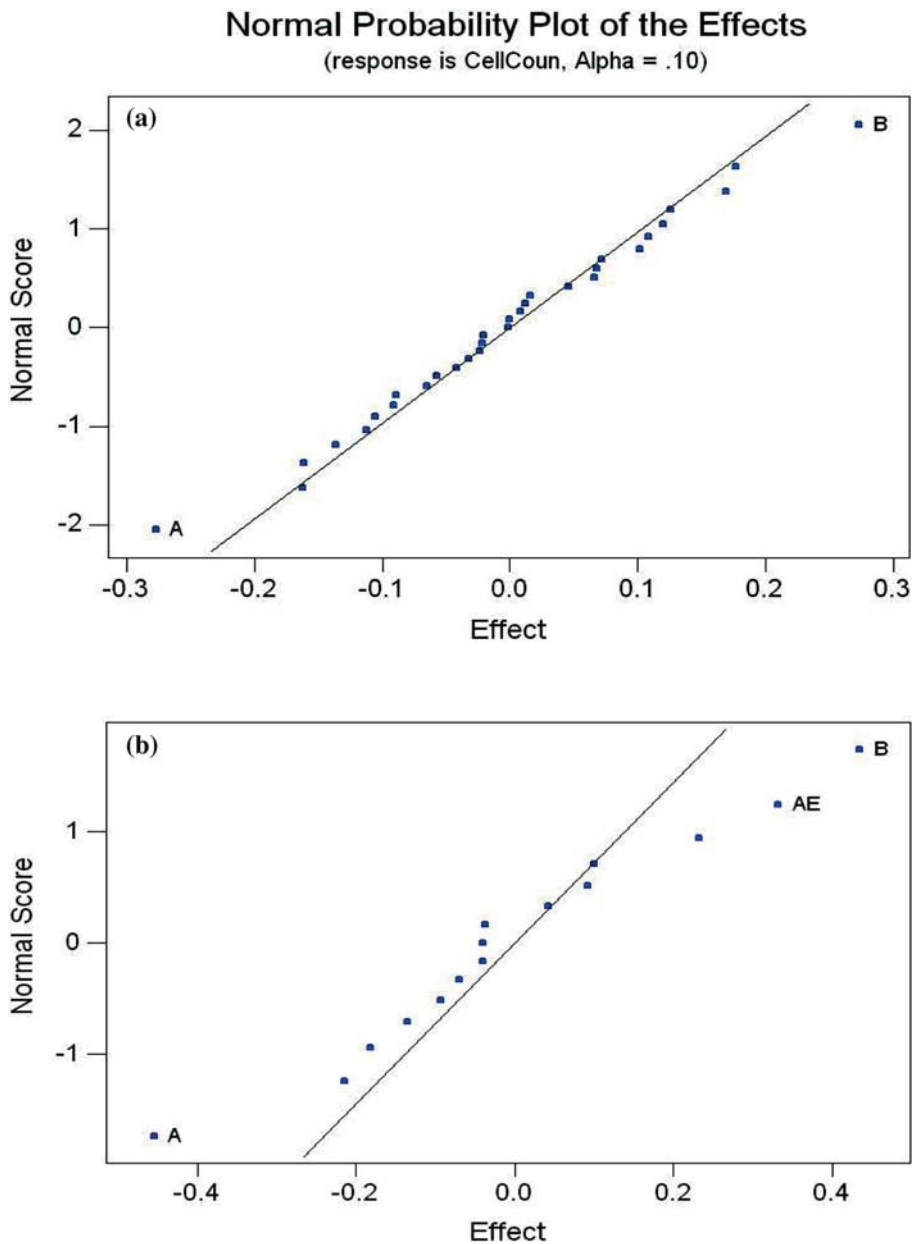 Normal Probability Plot of the Effects
(response is CellCoun, Alpha = .10)
(a)
B
2
1
0
-1
-2
Normal Score
A
-0.3 -0.2 -0.1 0.0 0.1 0.2 0.3
Effect
(b)
B
AE
1
0
-1
Normal Score
A
-0.4 -0.2 0.0 0.2 0.4
Effect